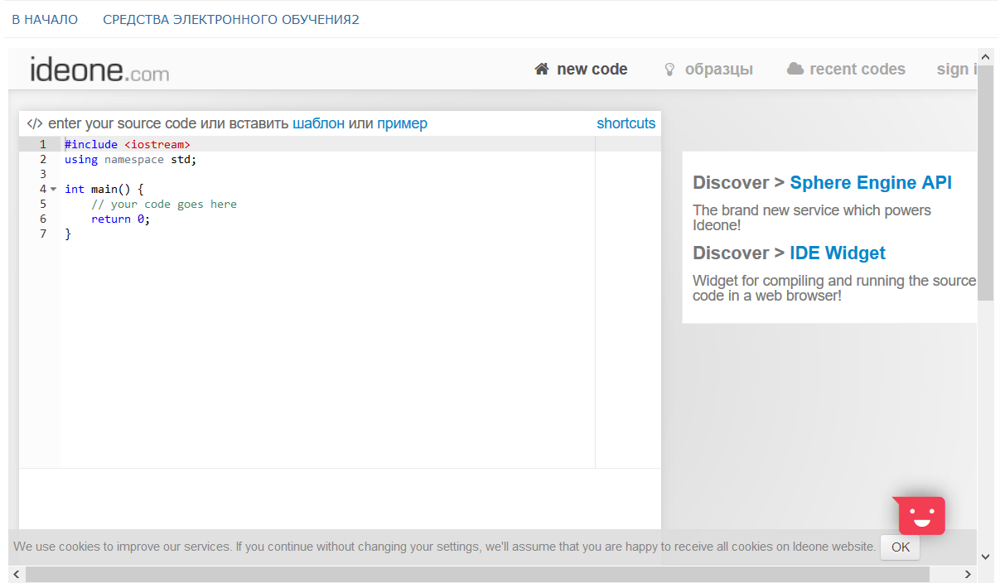 В НАЧАЛО СРЕДСТВА ЭЛЕКТРОННОГО ОБУЧЕНИЯ2
ideone.com new code образцы recent codes sign i
</> enter your source code или вставить шаблон или пример shortcuts
1 #include <iostream>
2 using namespace std;
3
4 int main() {
5 // your code goes here
6 return 0;
7 }
Discover > Sphere Engine API
The brand new service which powers
Ideone!
Discover > IDE Widget
Widget for compiling and running the source
code in a web browser!
We use cookies to improve our services. If you continue without changing your settings, we'll assume that you are happy to receive all cookies on Ideone website. OK